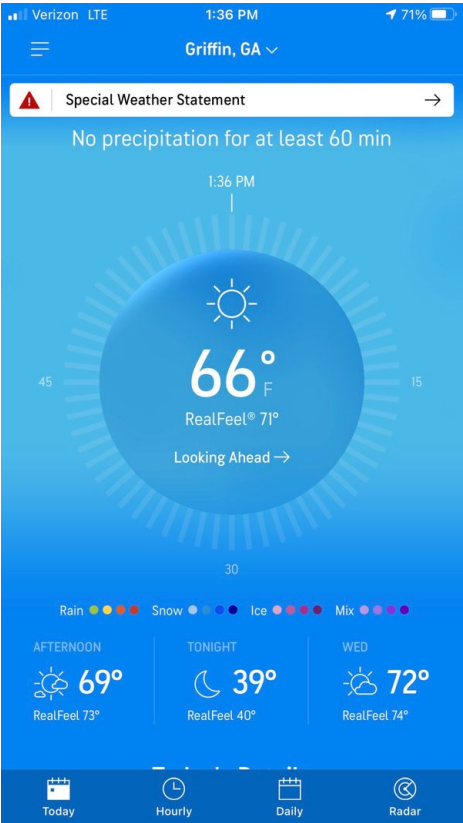 Verizon LTE 1:36 PM 71%
Griffin, GA
Special Weather Statement
No precipitation for at least 60 min
1:36 PM
66°F
RealFeel® 71°
45 15
Looking Ahead
30
Rain Snow Ice Mix
AFTERNOON TONIGHT WED
69° 39° 72°
RealFeel 73° RealFeel 40° RealFeel 74°
Today Hourly Daily Radar